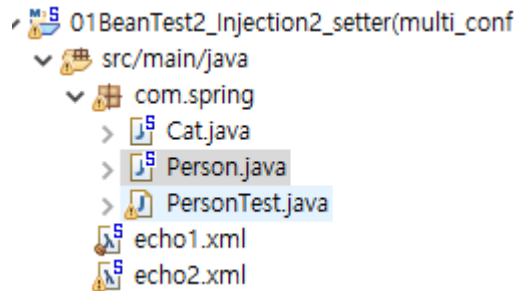 01BeanTest2_Injection2_setter(multi_conf
src/main/java
com.spring
Cat.java
Person.java
PersonTest.java
echo1.xml
echo2.xml